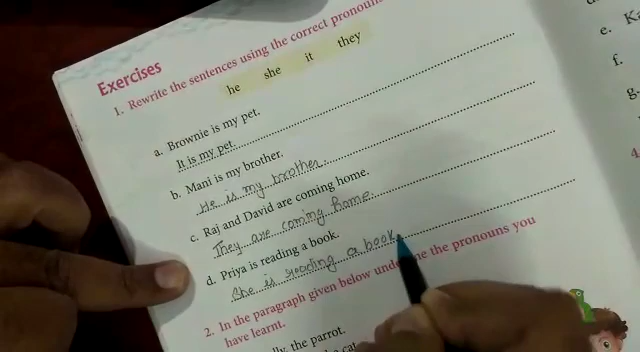 Exercises
1. Rewrite the sentences using the correct pronoun
he she it they
a. Brownie is my pet.
It is my pet.
b. Mani is my brother.
He is my brother.
c. Raj and David are coming home.
They are coming home.
d. Priya is reading a book.
She is reading a book.
2. In the paragraph given below the pronouns you
have learnt.
the parrot.
cat
e.
f.
g.
4